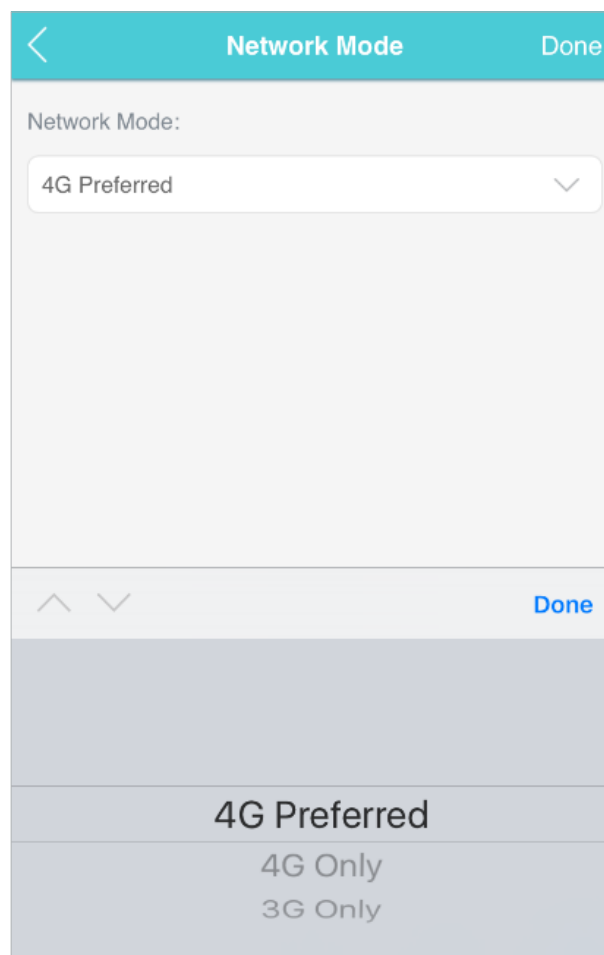 Network Mode Done
Network Mode:
4G Preferred
Done
4G Preferred
4G Only
3G Only